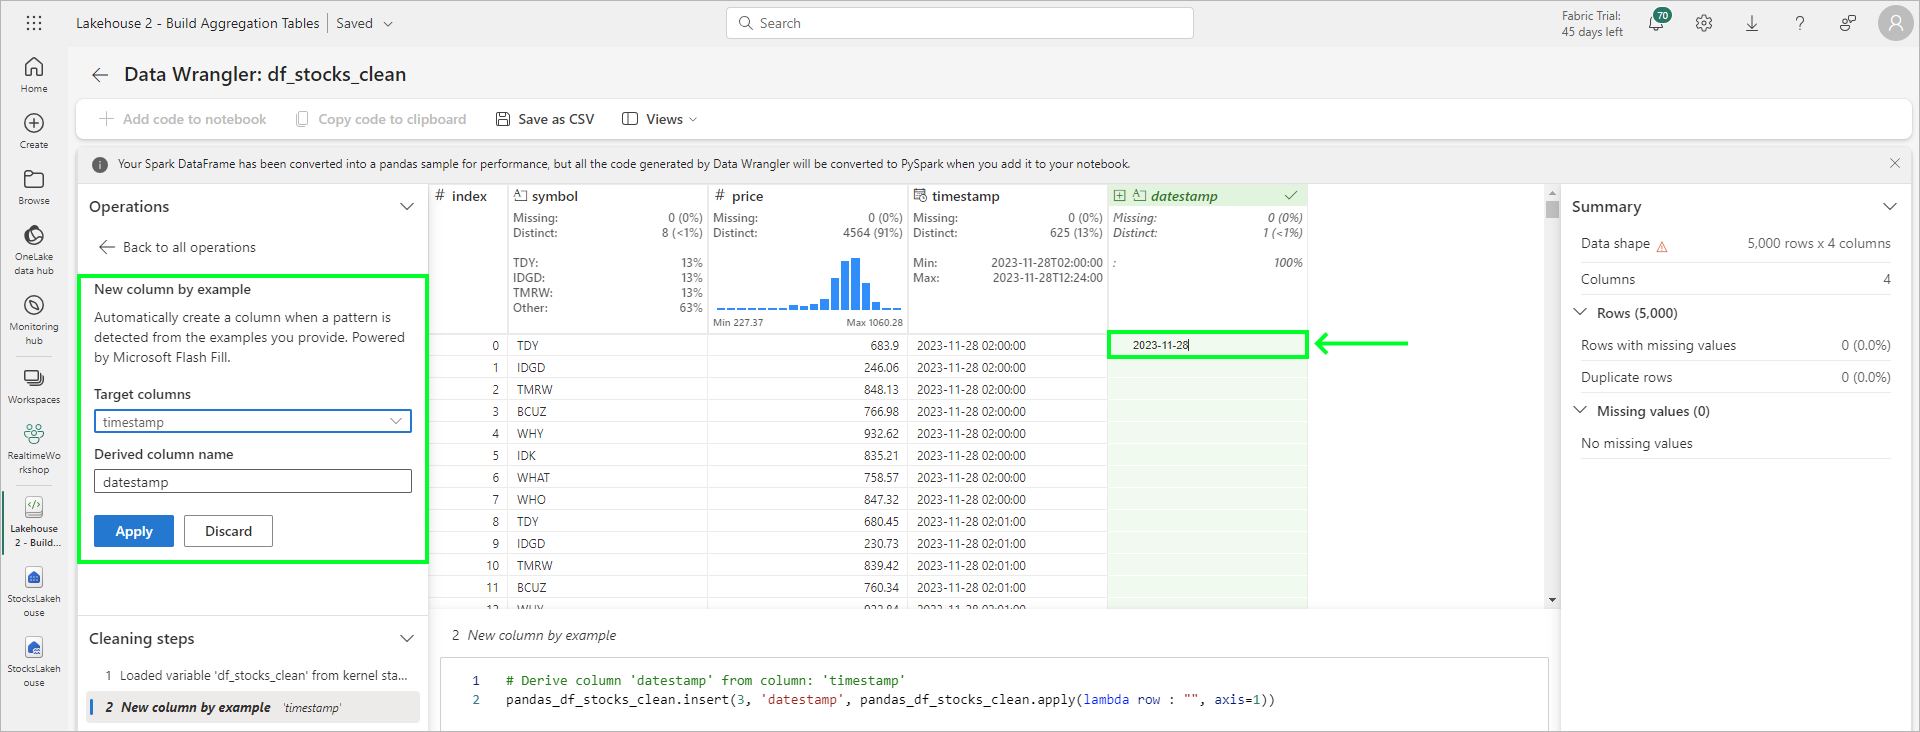 Lakehouse 2 - Build Aggregation Tables
Saved
Search
Fabric Trial:
45 days left
70
Home
Create
Browse
OneLake
data hub
Monitoring
hub
Workspaces
RealtimeWo
rkshop
Lakehouse
2 - Build...
StocksLakeh
ouse
StocksLakeh
ouse
Data Wrangler: df_stocks_clean
Add code to notebook
Copy code to clipboard
Save as CSV
Views
Your Spark DataFrame has been converted into a pandas sample for performance, but all the code generated by Data Wrangler will be converted to PySpark when you add it to your notebook.
Operations
Back to all operations
New column by example
Automatically create a column when a pattern is
detected from the examples you provide. Powered
by Microsoft Flash Fill.
Target columns
timestamp
Derived column name
datestamp
Apply Discard
Cleaning steps
1 Loaded variable 'df_stocks_clean' from kernel sta...
2 New column by example 'timestamp'
# index symbol # price timestamp datestamp
Missing: 0 (0%) Missing: 0 (0%) Missing: 0 (0%) Missing: 0 (0%)
Distinct: 8 (<1%) Distinct: 4564 (91%) Distinct: 625 (13%) Distinct: 1 (<1%)
TDY: 13% Min: 2023-11-28T02:00:00 : 100%
IDGD: 13% Max: 2023-11-28T12:24:00
TMRW: 13%
Other: 63%
Min 227.37 Max 1060.28
0 TDY 683.9 2023-11-28 02:00:00 2023-11-28
1 IDGD 246.06 2023-11-28 02:00:00
2 TMRW 848.13 2023-11-28 02:00:00
3 BCUZ 766.98 2023-11-28 02:00:00
4 WHY 932.62 2023-11-28 02:00:00
5 IDK 835.21 2023-11-28 02:00:00
6 WHAT 758.57 2023-11-28 02:00:00
7 WHO 847.32 2023-11-28 02:00:00
8 TDY 680.45 2023-11-28 02:01:00
9 IDGD 230.73 2023-11-28 02:01:00
10 TMRW 839.42 2023-11-28 02:01:00
11 BCUZ 760.34 2023-11-28 02:01:00
12 WHY 2023-11-28 02:01:00
2 New column by example
1 # Derive column 'datestamp' from column: 'timestamp'
2 pandas_df_stocks_clean.insert(3, 'datestamp', pandas_df_stocks_clean.apply(lambda row : "", axis=1))
Summary
Data shape 5,000 rows x 4 columns
Columns 4
Rows (5,000)
Rows with missing values 0 (0.0%)
Duplicate rows 0 (0.0%)
Missing values (0)
No missing values